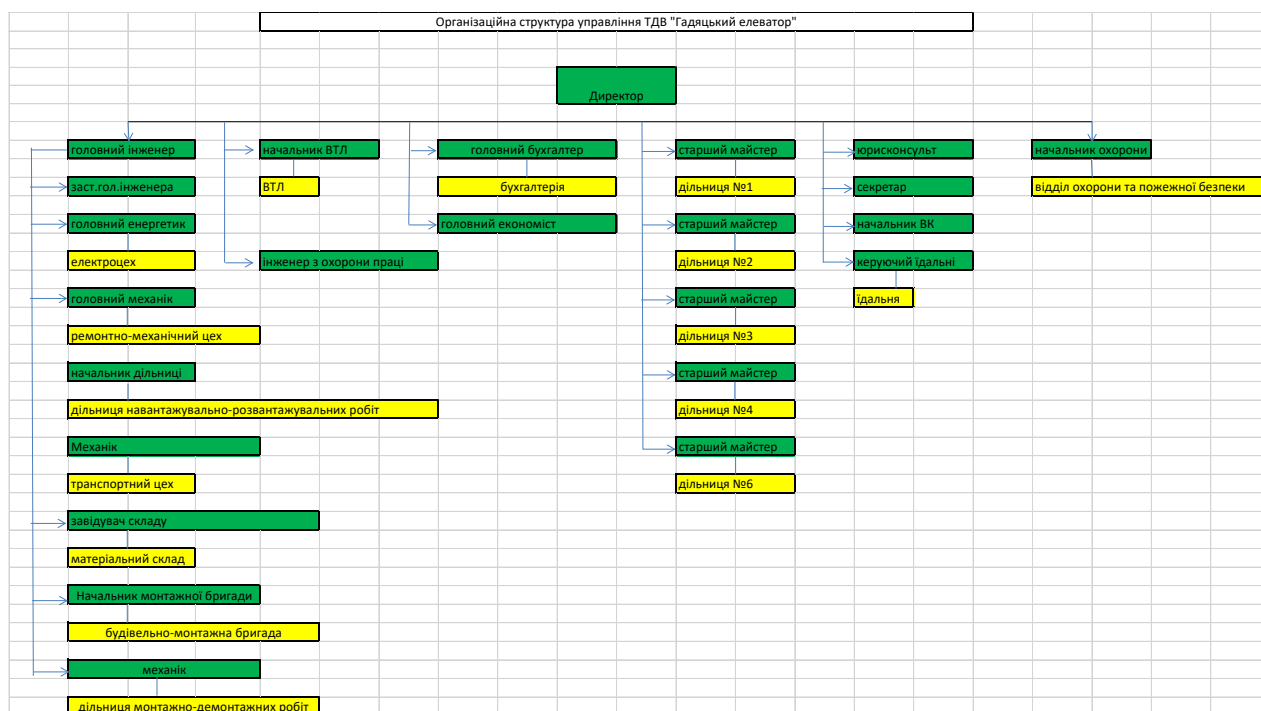 Організаційна структура управління ТДВ "Гадяцький елеватор"
Директор
головний інженер
начальник ВТЛ
головний бухгалтер
старший майстер
юрисконсульт
начальник охорони
заст.гол.інженера
ВТЛ
бухгалтерія
дільниця №1
секретар
відділ охорони та пожежної безпеки
головний енергетик
головний економіст
старший майстер
начальник ВК
електроцех
інженер з охорони праці
дільниця №2
керуючий їдальні
головний механік
старший майстер
їдальня
ремонтно-механічний цех
дільниця №3
начальник дільниці
старший майстер
дільниця навантажувально-розвантажувальних робіт
дільниця №4
Механік
старший майстер
транспортний цех
дільниця №6
завідувач складу
матеріальний склад
Начальник монтажної бригади
будівельно-монтажна бригада
механік
дільниця монтажно-демонтажних робіт